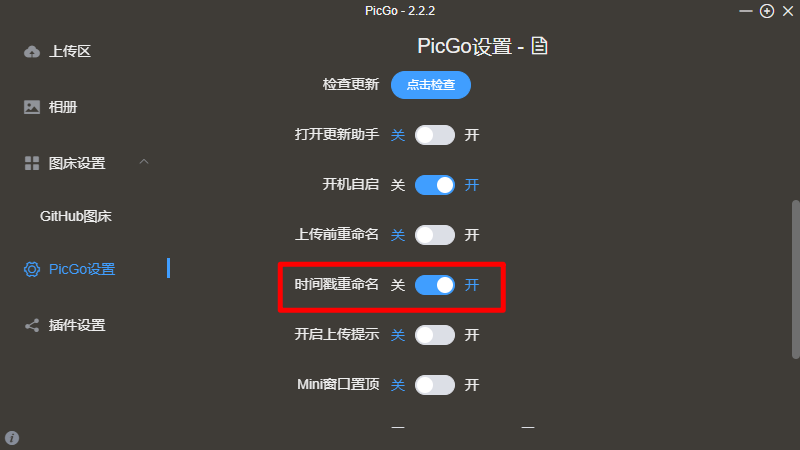 PicGo - 2.2.2
上传区
相册
图床设置
GitHub图床
PicGo设置
插件设置
PicGo设置 -
检查更新 点击检查
打开更新助手 关 开
开机自启 关 开
上传前重命名 关 开
时间戳重命名 关 开
开启上传提示 关 开
Mini窗口置顶 关 开